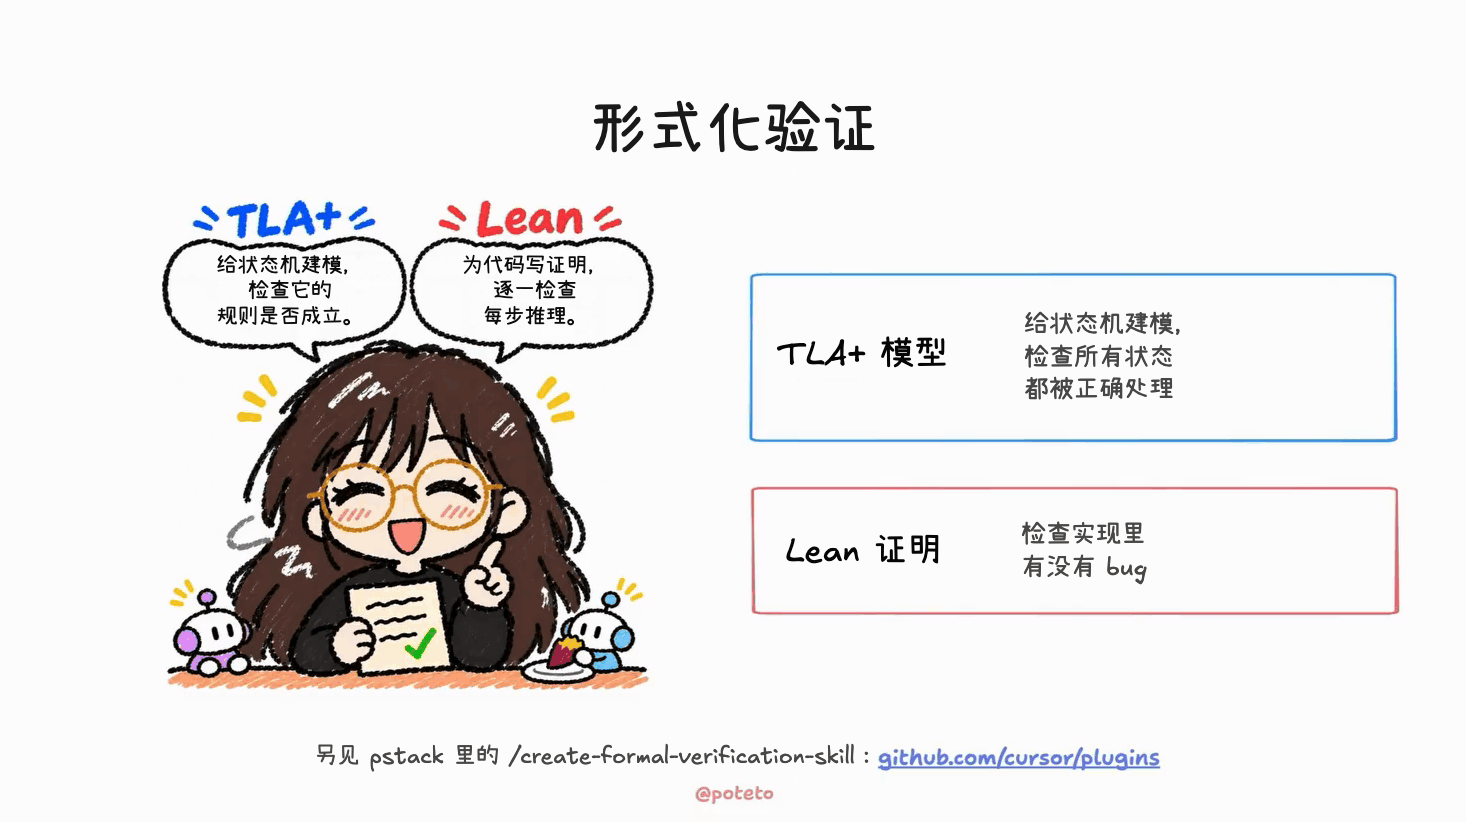 形式化验证
TLA+
给状态机建模，
检查它的
规则是否成立。
Lean
为代码写证明，
逐一检查
每步推理。
TLA+ 模型
给状态机建模，
检查所有状态
都被正确处理
Lean 证明
检查实现里
有没有 bug
另见 pstack 里的 /create-formal-verification-skill：github.com/cursor/plugins
@poteto